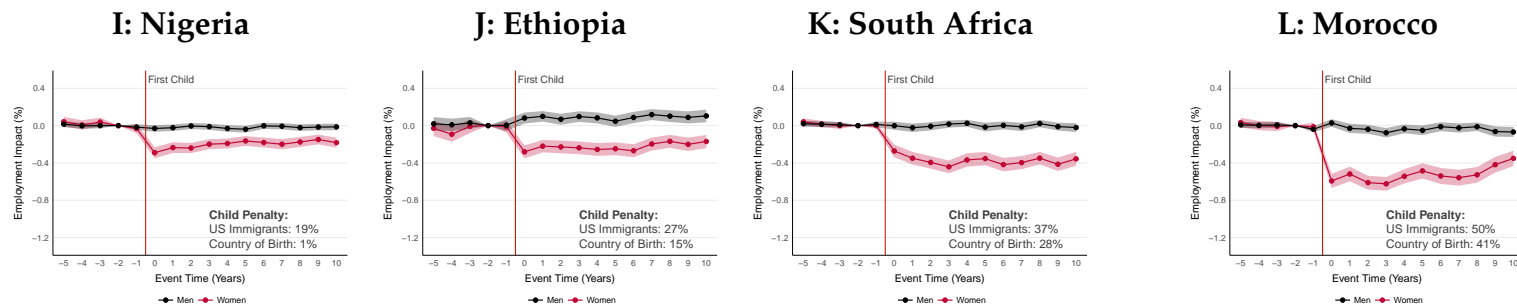 I: Nigeria
First Child
Employment Impact (%)
0.4
0.0
−0.4
−0.8
−1.2
Child Penalty:
US Immigrants: 19%
Country of Birth: 1%
−5 −4 −3 −2 −1 0 1 2 3 4 5 6 7 8 9 10
Event Time (Years)
Men Women
J: Ethiopia
First Child
Employment Impact (%)
0.4
0.0
−0.4
−0.8
−1.2
Child Penalty:
US Immigrants: 27%
Country of Birth: 15%
−5 −4 −3 −2 −1 0 1 2 3 4 5 6 7 8 9 10
Event Time (Years)
Men Women
K: South Africa
First Child
Employment Impact (%)
0.4
0.0
−0.4
−0.8
−1.2
Child Penalty:
US Immigrants: 37%
Country of Birth: 28%
−5 −4 −3 −2 −1 0 1 2 3 4 5 6 7 8 9 10
Event Time (Years)
Men Women
L: Morocco
First Child
Employment Impact (%)
0.4
0.0
−0.4
−0.8
−1.2
Child Penalty:
US Immigrants: 50%
Country of Birth: 41%
−5 −4 −3 −2 −1 0 1 2 3 4 5 6 7 8 9 10
Event Time (Years)
Men Women